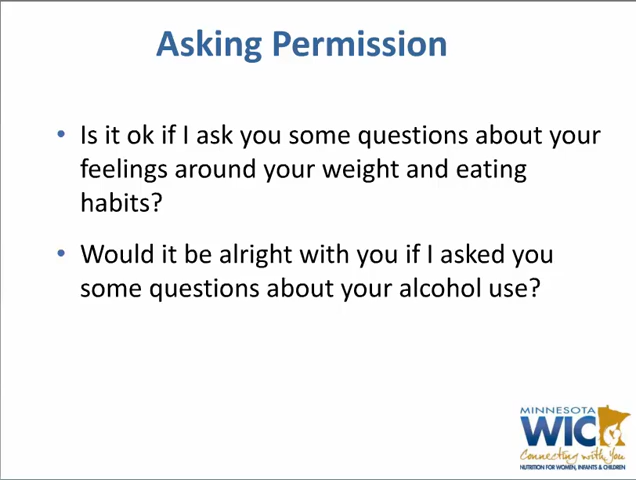 Asking Permission
• Is it ok if I ask you some questions about your
feelings around your weight and eating
habits?
• Would it be alright with you if I asked you
some questions about your alcohol use?
MINNESOTA
WIC
Connecting with You
NUTRITION FOR WOMEN, INFANTS & CHILDREN